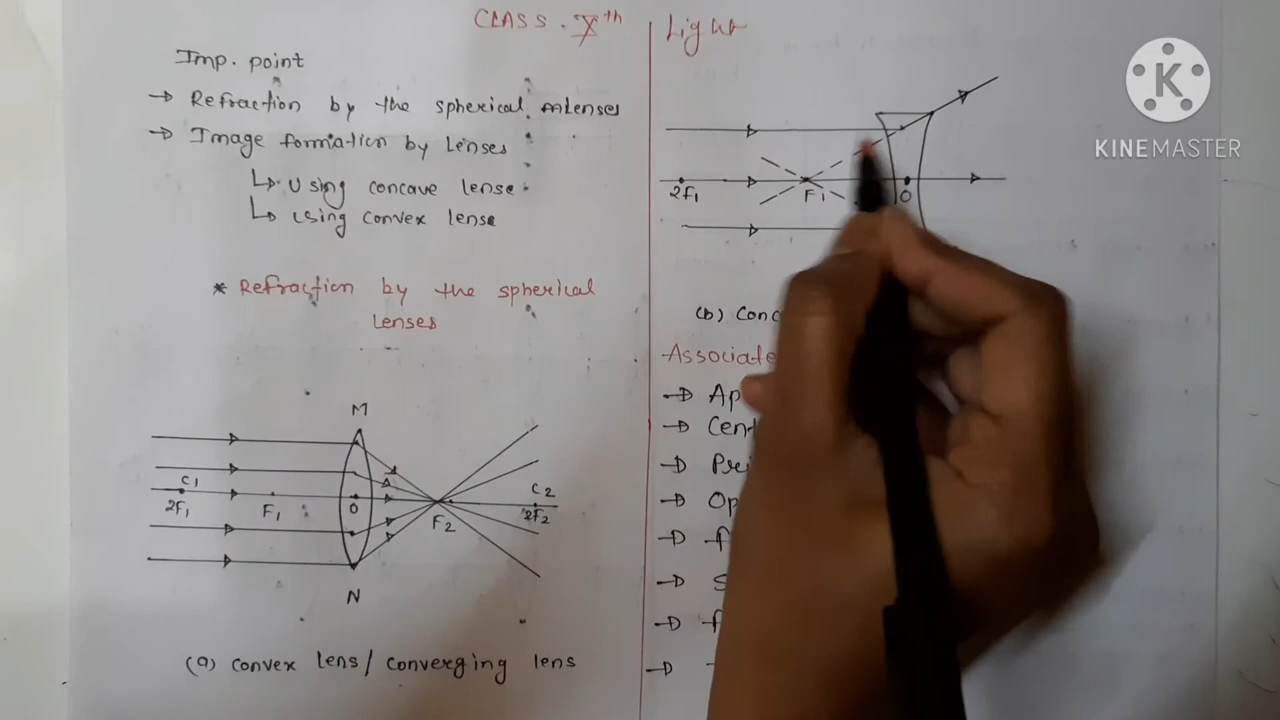 CLASS - Xth Light
Imp. point
→ Refraction by the spherical lenses
→ Image formation by Lenses
↳ Using concave lense
↳ Using convex lense
* Refraction by the spherical
lenses
M
C1
2F1
F1
O
F2
C2
2F2
N
(a) convex lens/converging lens
2F1
F1
O
(b) Conc
Associate
→ Ap
→ Cent
→ Pri
→ Op
→ f
→ S
→ f
KINEMASTER
K